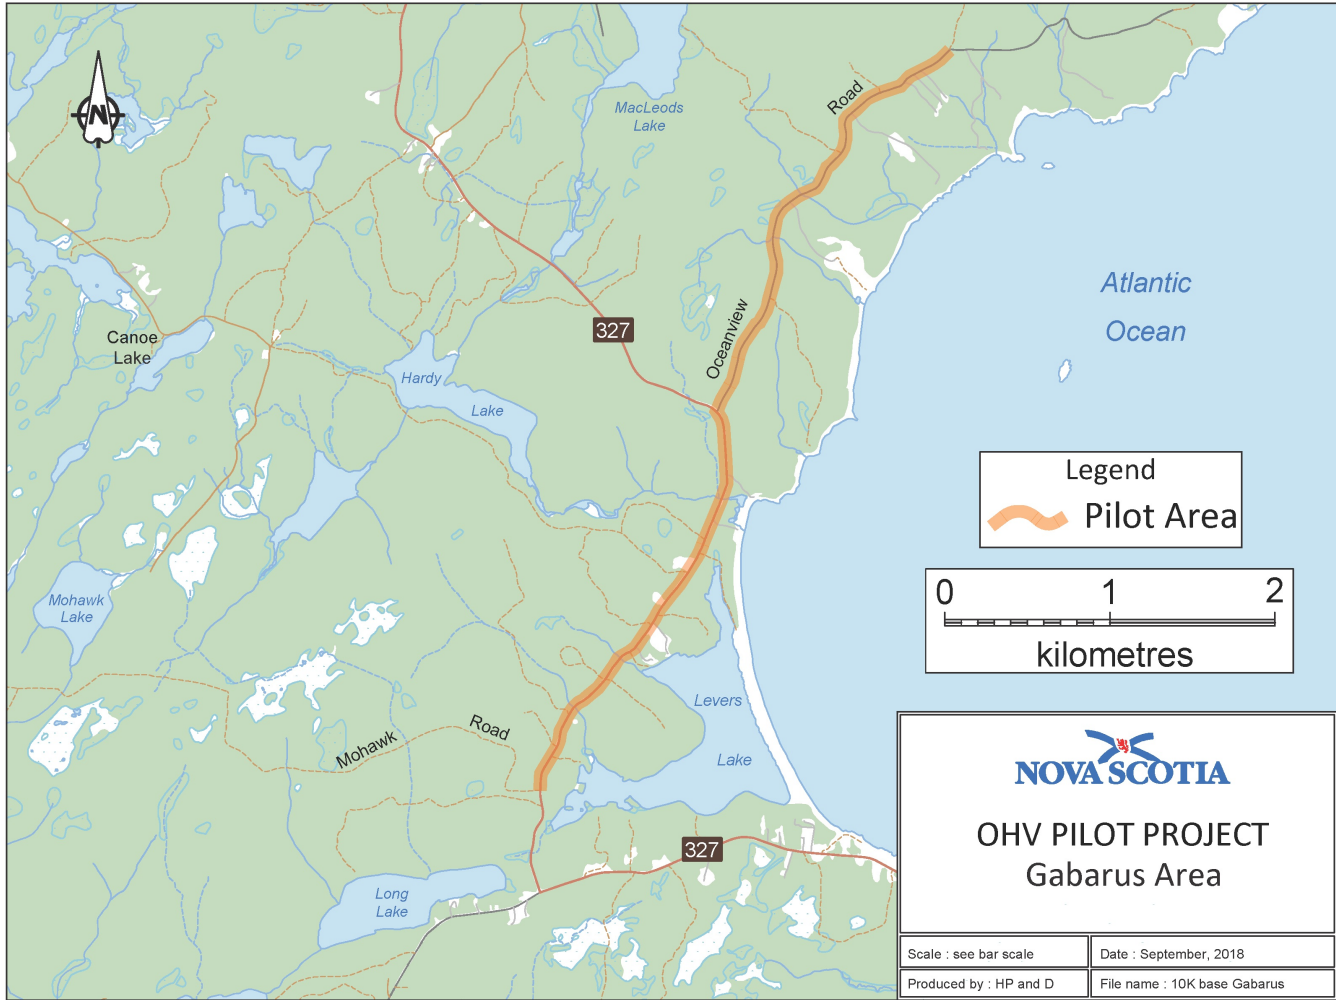 N
MacLeods
Lake
Road
Atlantic
Ocean
Canoe
Lake
327
Oceanview
Hardy
Lake
Legend
Pilot Area
0 1 2
kilometres
Mohawk
Lake
Levers
Lake
Mohawk
Road
327
Long
Lake
NOVA SCOTIA
OHV PILOT PROJECT
Gabarus Area
Scale : see bar scale
Date : September, 2018
Produced by : HP and D
File name : 10K base Gabarus